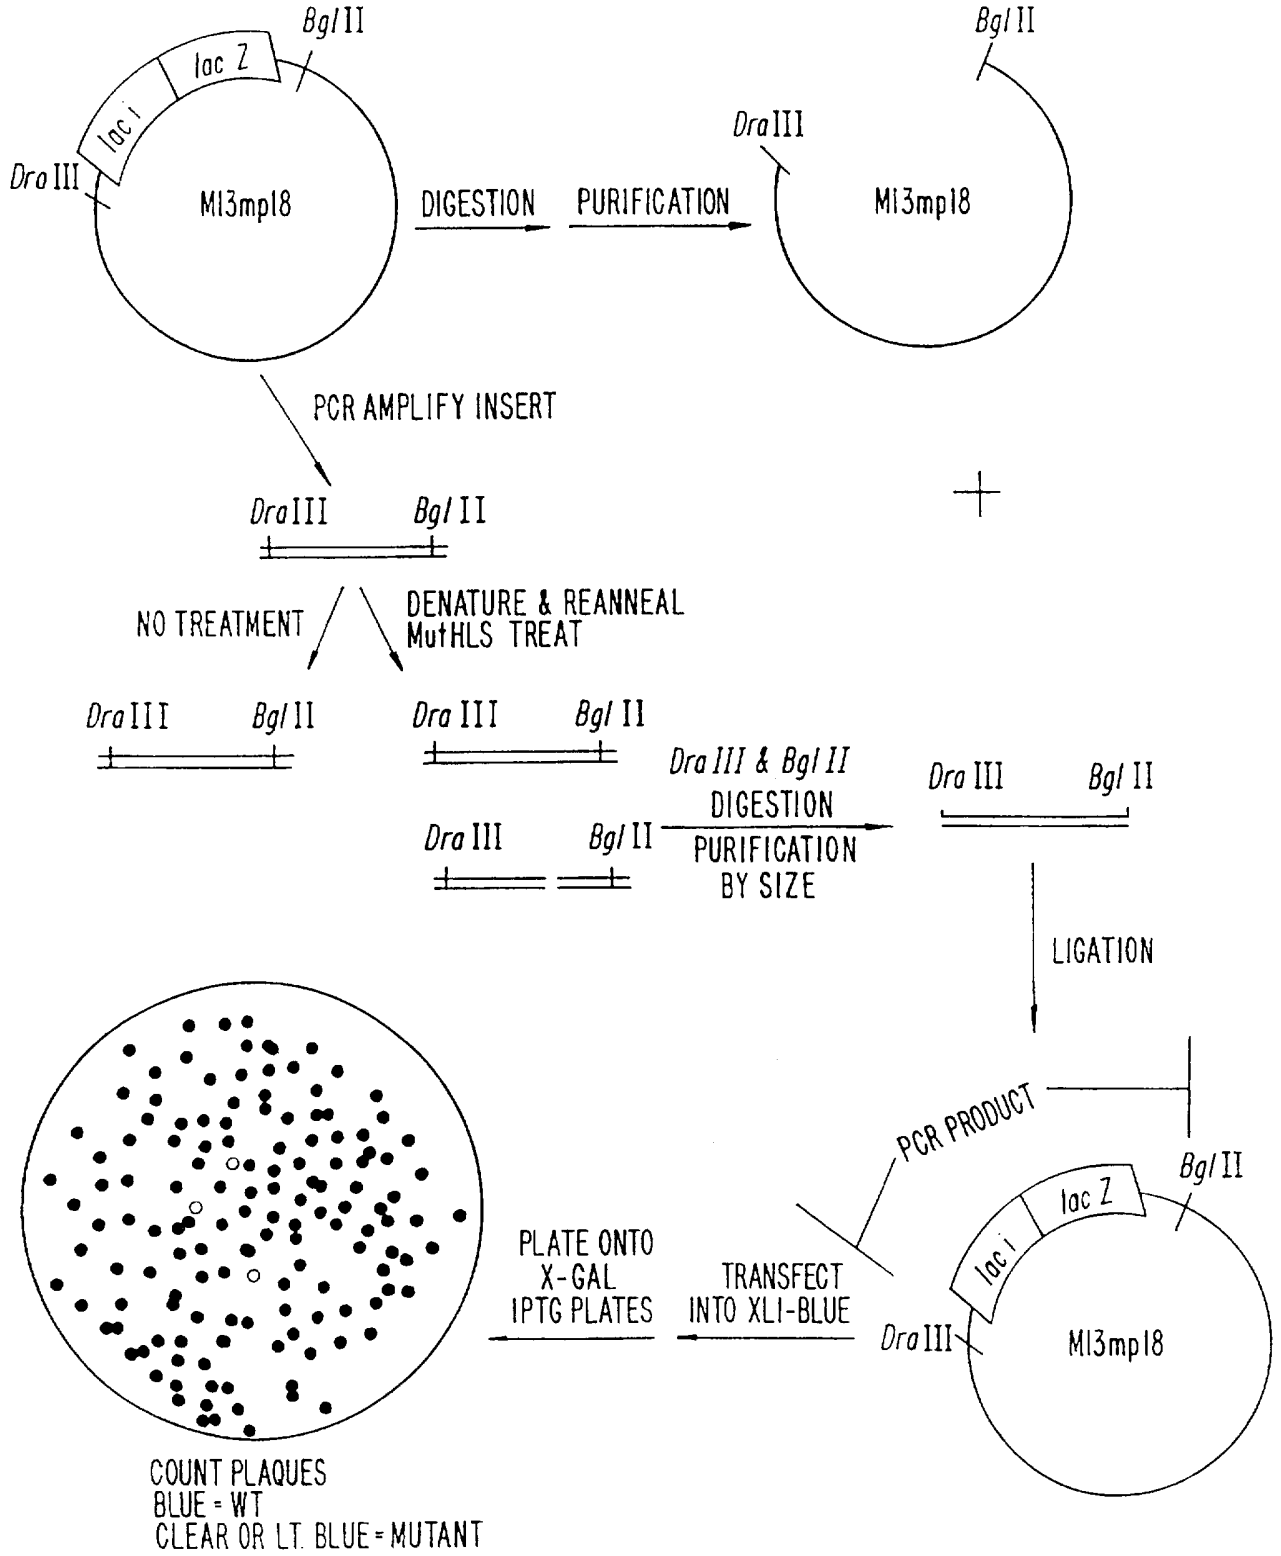 Bgl II
lac Z
lac i
Dra III
M13mp18
DIGESTION
PURIFICATION
Bgl II
Dra III
M13mp18
PCR AMPLIFY INSERT
Dra III
Bgl II
NO TREATMENT
DENATURE & REANNEAL
MutHLS TREAT
Dra III
Bgl II
Dra III
Bgl II
Dra III
Bgl II
Dra III & Bgl II
DIGESTION
PURIFICATION
BY SIZE
Dra III
Bgl II
LIGATION
PCR PRODUCT
Bgl II
lac Z
lac i
Dra III
M13mp18
TRANSFECT
INTO XLI-BLUE
PLATE ONTO
X-GAL
IPTG PLATES
COUNT PLAQUES
BLUE = WT
CLEAR OR LT. BLUE = MUTANT